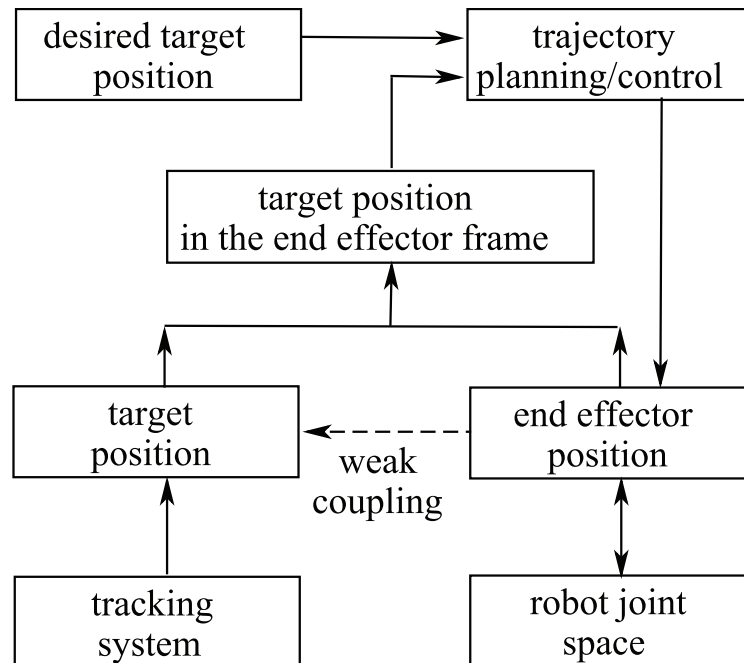 desired target
position
trajectory
planning/control
target position
in the end effector frame
target
position
weak
coupling
end effector
position
tracking
system
robot joint
space